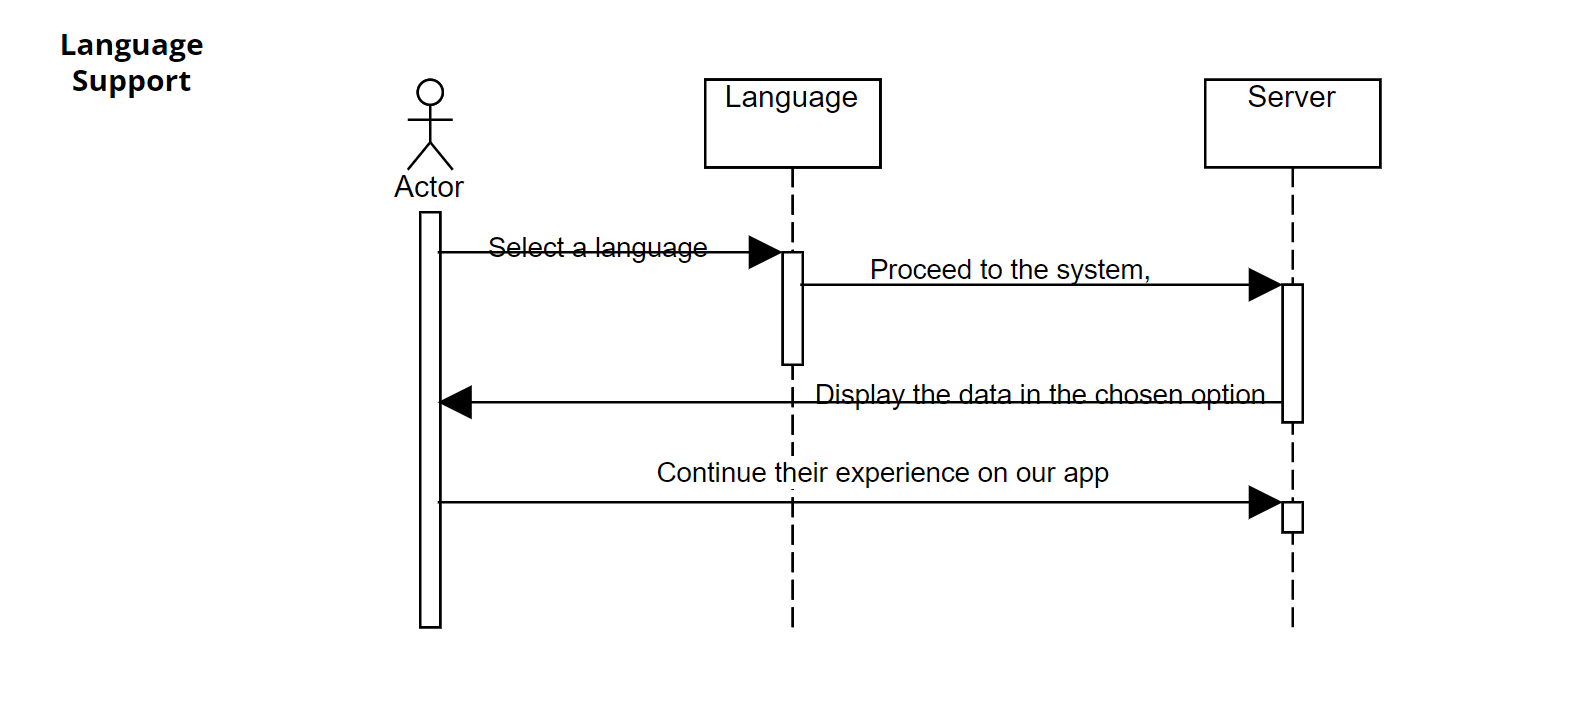 Language
Support
Actor
Language
Server
Select a language
Proceed to the system,
Display the data in the chosen option
Continue their experience on our app